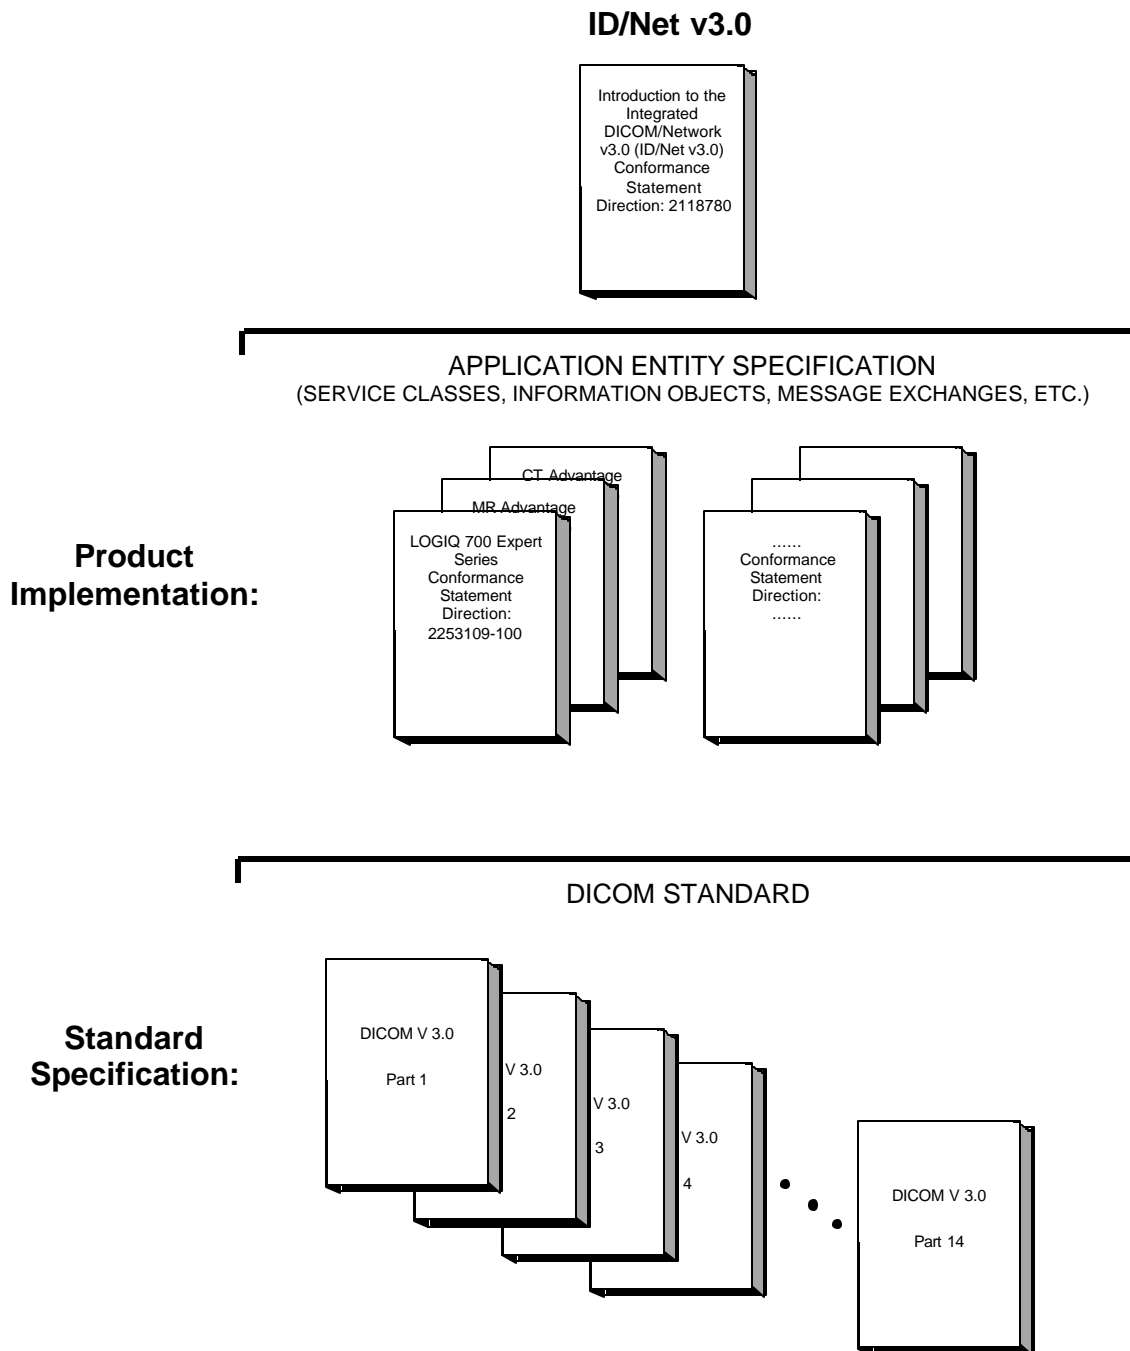 ID/Net v3.0
Introduction to the
Integrated
DICOM/Network
v3.0 (ID/Net v3.0)
Conformance
Statement
Direction: 2118780
APPLICATION ENTITY SPECIFICATION
(SERVICE CLASSES, INFORMATION OBJECTS, MESSAGE EXCHANGES, ETC.)
Product
Implementation:
CT Advantage
MR Advantage
LOGIQ 700 Expert
Series
Conformance
Statement
Direction:
2253109-100
......
Conformance
Statement
Direction:
......
DICOM STANDARD
Standard
Specification:
DICOM V 3.0
Part 1
V 3.0
2
V 3.0
3
V 3.0
4
DICOM V 3.0
Part 14